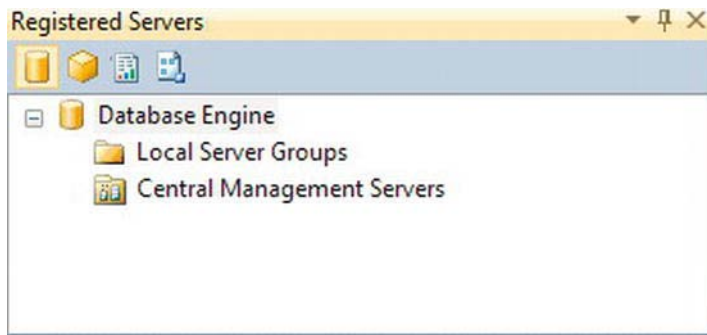 Registered Servers
Database Engine
Local Server Groups
Central Management Servers